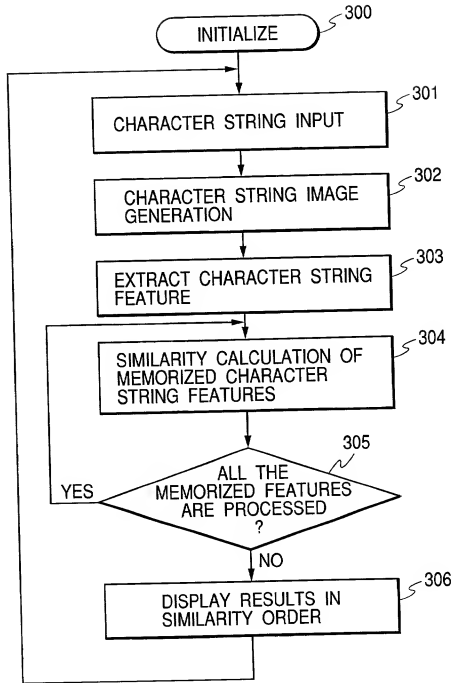 INITIALIZE
300
301
CHARACTER STRING INPUT
302
CHARACTER STRING IMAGE
GENERATION
303
EXTRACT CHARACTER STRING
FEATURE
304
SIMILARITY CALCULATION OF
MEMORIZED CHARACTER
STRING FEATURES
305
ALL THE
MEMORIZED FEATURES
ARE PROCESSED
?
YES
NO
306
DISPLAY RESULTS IN
SIMILARITY ORDER